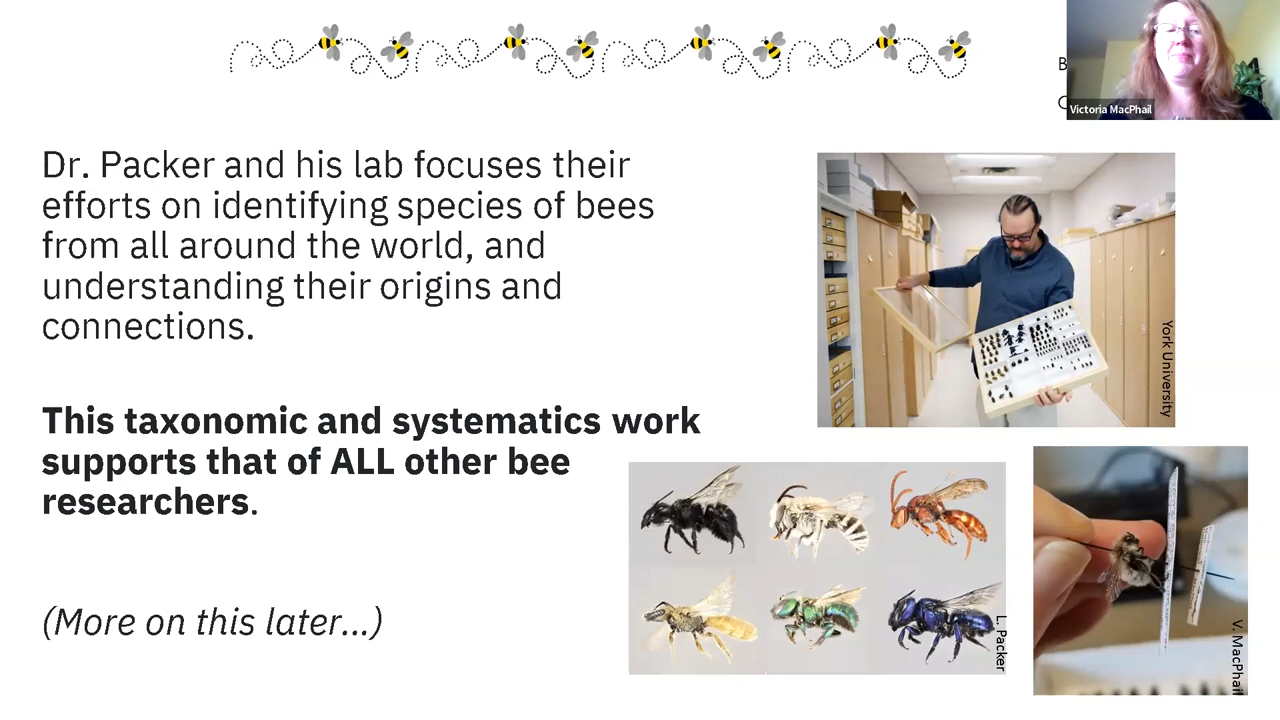 B
C
Victoria MacPhail
Dr. Packer and his lab focuses their
efforts on identifying species of bees
from all around the world, and
understanding their origins and
connections.
This taxonomic and systematics work
supports that of ALL other bee
researchers.
(More on this later...)
York University
L. Packer
V. MacPhail